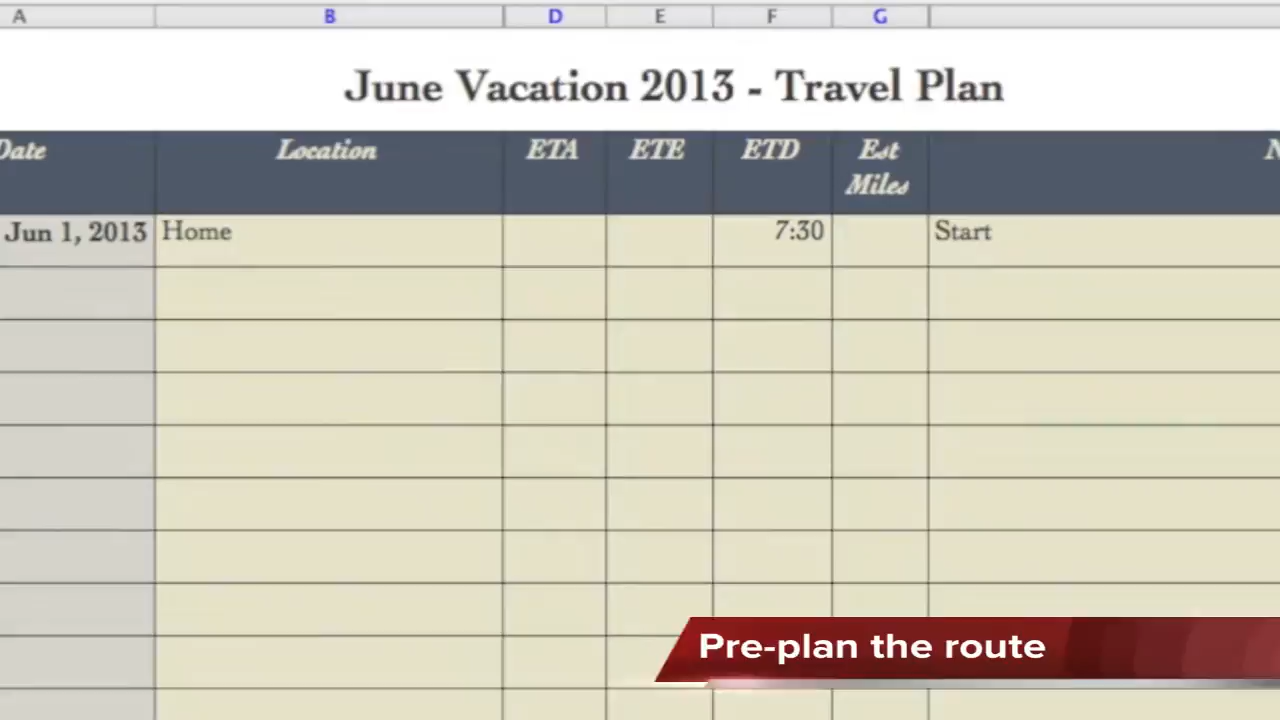 A B D E F G
June Vacation 2013 - Travel Plan
Date Location ETA ETE ETD Est Miles
Jun 1, 2013 Home 7:30 Start
Pre-plan the route